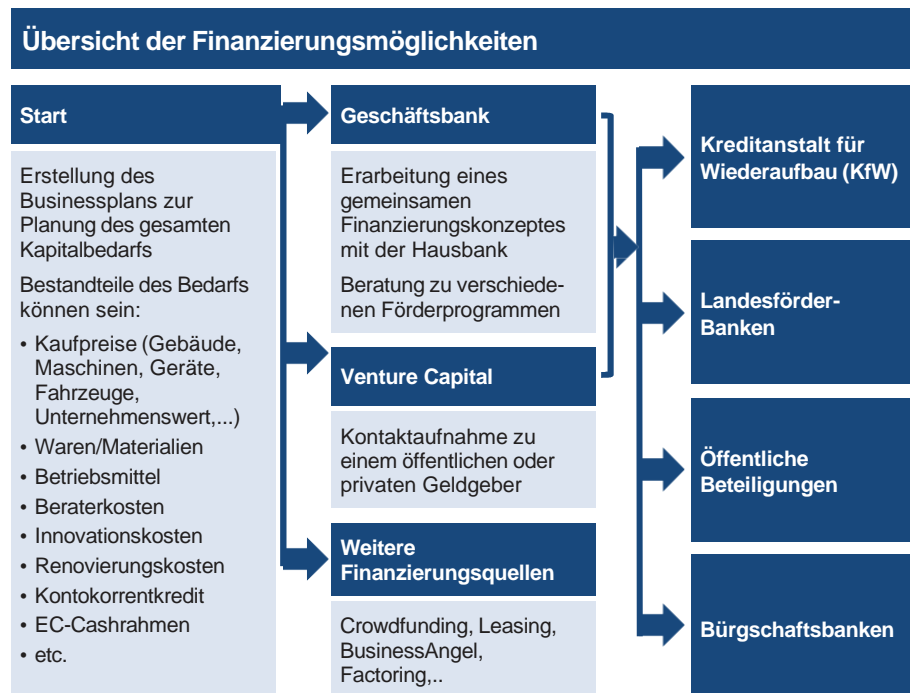 Übersicht der Finanzierungsmöglichkeiten
Start
Erstellung des
Businessplans zur
Planung des gesamten
Kapitalbedarfs
Bestandteile des Bedarfs
können sein:
• Kaufpreise (Gebäude,
Maschinen, Geräte,
Fahrzeuge,
Unternehmenswert,...)
• Waren/Materialien
• Betriebsmittel
• Beraterkosten
• Innovationskosten
• Renovierungskosten
• Kontokorrentkredit
• EC-Cashrahmen
• etc.
Geschäftsbank
Erarbeitung eines
gemeinsamen
Finanzierungskonzeptes
mit der Hausbank
Beratung zu verschiede-
nen Förderprogrammen
Venture Capital
Kontaktaufnahme zu
einem öffentlichen oder
privaten Geldgeber
Weitere
Finanzierungsquellen
Crowdfunding, Leasing,
BusinessAngel,
Factoring,..
Kreditanstalt für
Wiederaufbau (KfW)
Landesförder-
Banken
Öffentliche
Beteiligungen
Bürgschaftsbanken